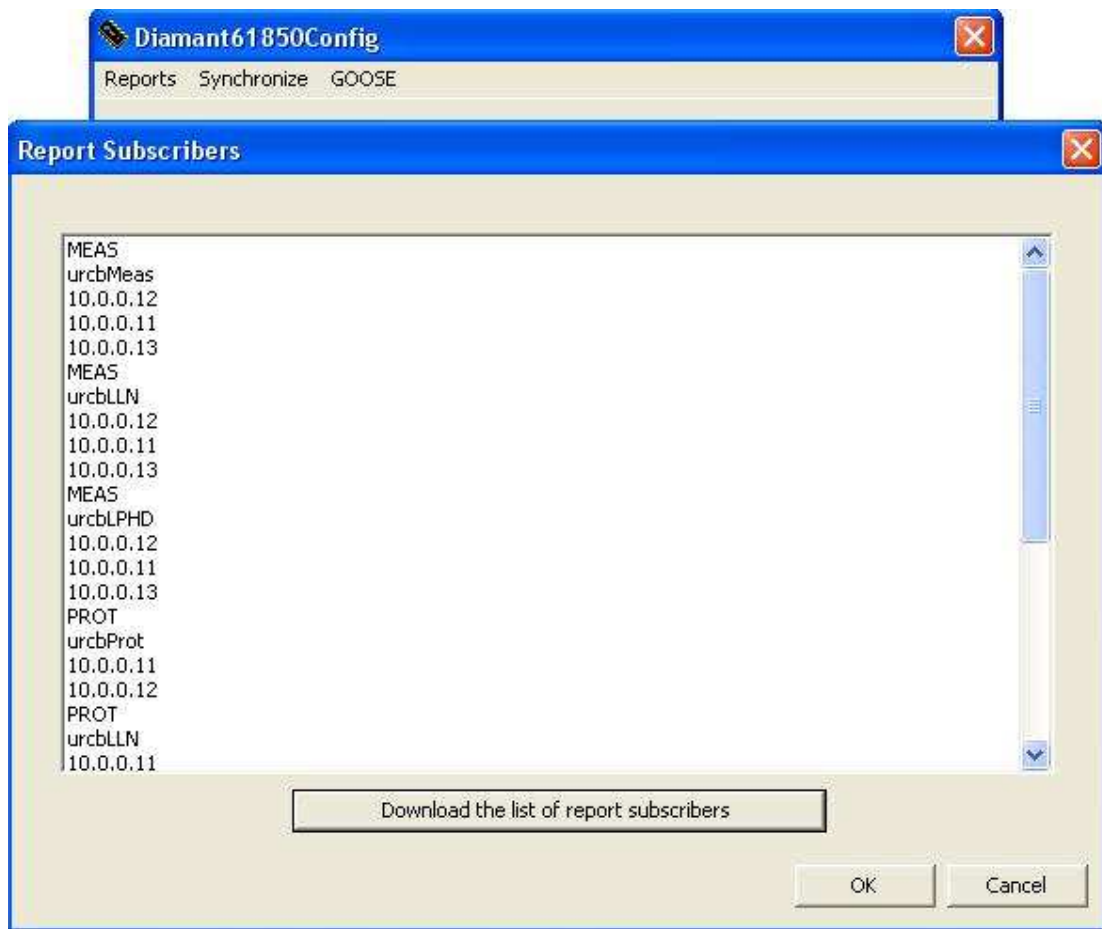 Diamant61850Config
Reports Synchronize GOOSE
Report Subscribers
MEAS
urcbMeas
10.0.0.12
10.0.0.11
10.0.0.13
MEAS
urcbLLN
10.0.0.12
10.0.0.11
10.0.0.13
MEAS
urcbLPHD
10.0.0.12
10.0.0.11
10.0.0.13
PROT
urcbProt
10.0.0.11
10.0.0.12
PROT
urcbLLN
10.0.0.11
Download the list of report subscribers
OK Cancel